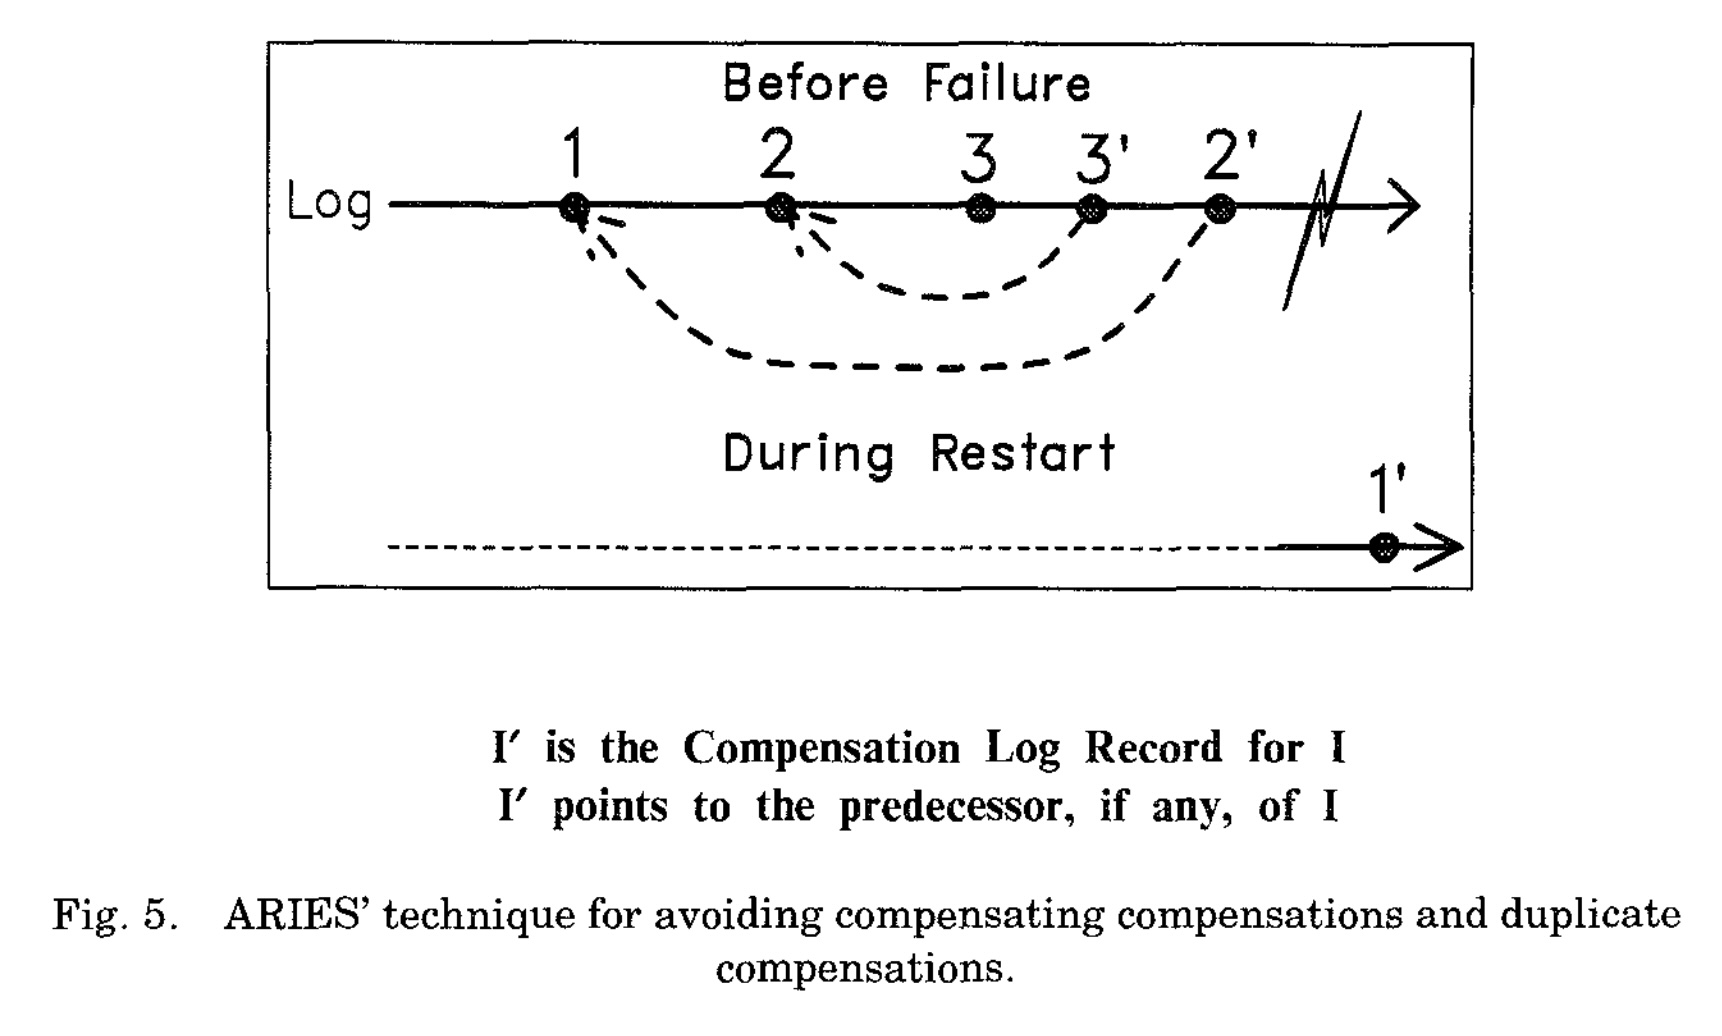 Before Failure
1 2 3 3' 2'
Log
During Restart
1'
I′ is the Compensation Log Record for I
I′ points to the predecessor, if any, of I
Fig. 5. ARIES’ technique for avoiding compensating compensations and duplicate
compensations.